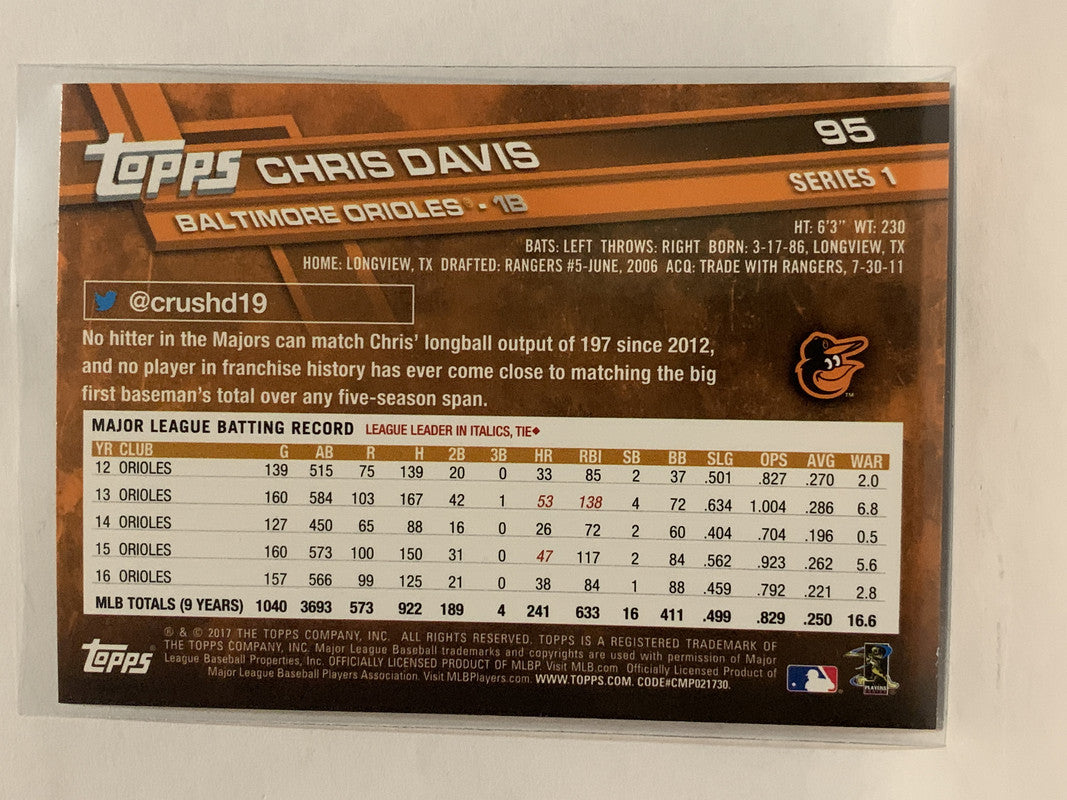 topps CHRIS DAVIS 95
BALTIMORE ORIOLES® - 1B SERIES 1
HT: 6'3" WT: 230
BATS: LEFT THROWS: RIGHT BORN: 3-17-86, LONGVIEW, TX
HOME: LONGVIEW, TX DRAFTED: RANGERS #5-JUNE, 2006 ACQ: TRADE WITH RANGERS, 7-30-11
@crushd19
No hitter in the Majors can match Chris' longball output of 197 since 2012,
and no player in franchise history has ever come close to matching the big
first baseman's total over any five-season span.
TM
MAJOR LEAGUE BATTING RECORD LEAGUE LEADER IN ITALICS, TIE◆
YR CLUB G AB R H 2B 3B HR RBI SB BB SLG OPS AVG WAR
12 ORIOLES 139 515 75 139 20 0 33 85 2 37 .501 .827 .270 2.0
13 ORIOLES 160 584 103 167 42 1 53 138 4 72 .634 1.004 .286 6.8
14 ORIOLES 127 450 65 88 16 0 26 72 2 60 .404 .704 .196 0.5
15 ORIOLES 160 573 100 150 31 0 47 117 2 84 .562 .923 .262 5.6
16 ORIOLES 157 566 99 125 21 0 38 84 1 88 .459 .792 .221 2.8
MLB TOTALS (9 YEARS) 1040 3693 573 922 189 4 241 633 16 411 .499 .829 .250 16.6
topps® ® & © 2017 THE TOPPS COMPANY, INC. ALL RIGHTS RESERVED. TOPPS IS A REGISTERED TRADEMARK OF
THE TOPPS COMPANY, INC. Major League Baseball trademarks and copyrights are used with permission of Major
League Baseball Properties, Inc. OFFICIALLY LICENSED PRODUCT OF MLBP. Visit MLB.com Officially Licensed Product of
Major League Baseball Players Association. Visit MLBPlayers.com. WWW.TOPPS.COM. CODE#CMP021730.
PLAYERS